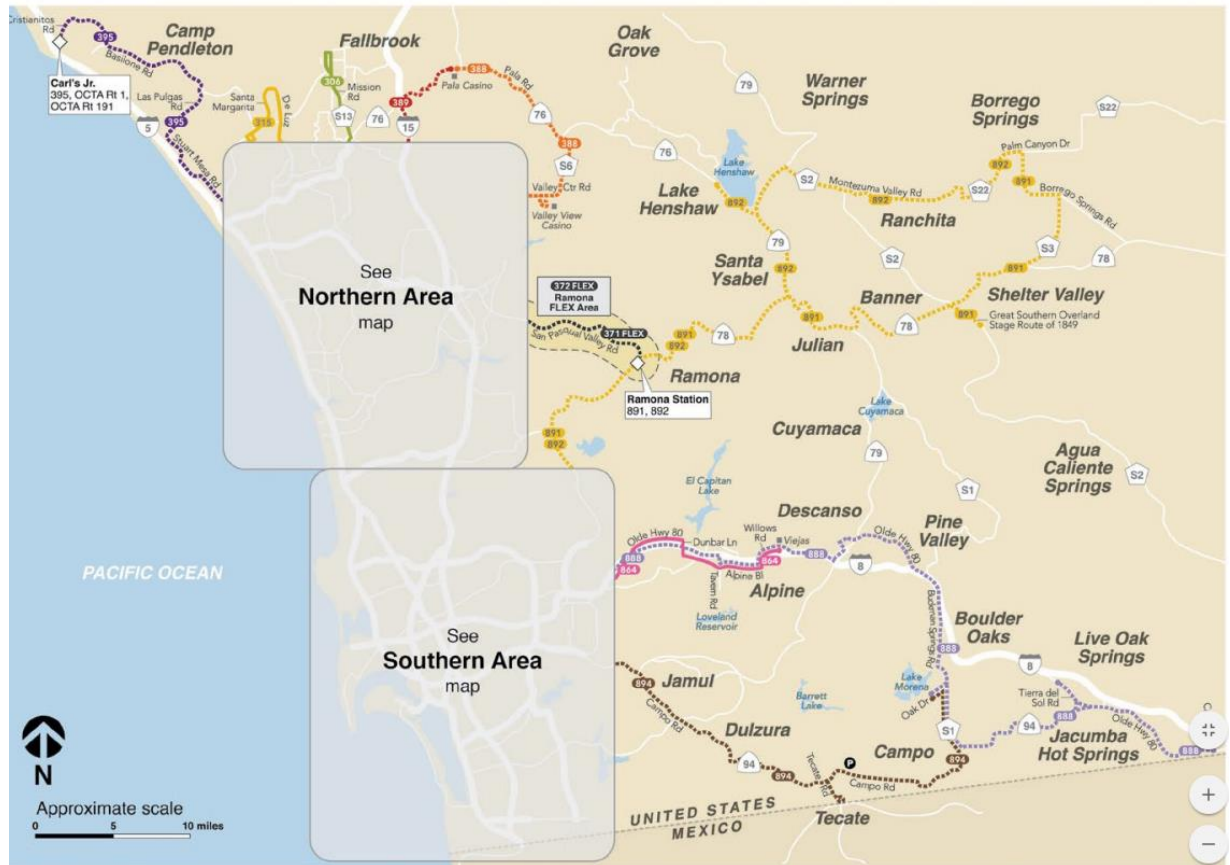 Cristianitos
Rd
395
Basilone Rd
Camp
Pendleton
Carl's Jr.
395, OCTA Rt 1,
OCTA Rt 191
Las Pulgas
Rd
395
5
Stuart Mesa Rd
Santa
Margarita
315
De Luz
Fallbrook
306
Mission
Rd
S13
76
389
15
388
Pala Rd
Pala Casino
76
388
S6
Valley Ctr Rd
Valley View
Casino
Oak
Grove
79
Warner
Springs
76
Lake
Henshaw
Lake
Henshaw
892
S2
Montezuma Valley Rd
892
Ranchita
Borrego
Springs
S22
Palm Canyon Dr
892
S22
891
Borrego Springs Rd
S3
78
891
Shelter Valley
Great Southern Overland
Stage Route of 1849
891
S2
Banner
78
79
892
Santa
Ysabel
891
Julian
78
891
892
Ramona
372 FLEX
Ramona
FLEX Area
371 FLEX
San Pasqual Valley Rd
Ramona Station
891, 892
891
892
See
Northern Area
map
Lake
Cuyamaca
Cuyamaca
79
Agua
Caliente
Springs
S1
S2
El Capitan
Lake
Descanso
Pine
Valley
Olde Hwy 80
Dunbar Ln
Willows
Rd
Viejas
888
Olde Hwy 80
888
864
864
Alpine Bl
Tavern Rd
Alpine
8
Loveland
Reservoir
Buckman Springs Rd
888
Boulder
Oaks
8
Live Oak
Springs
PACIFIC OCEAN
See
Southern Area
map
894
Campo Rd
Jamul
Barrett
Lake
Lake
Morena
Oak Dr
S1
Tierra del
Sol Rd
888
94
Olde Hwy 80
888
Jacumba
Hot Springs
Dulzura
94
894
Tecate Rd
P
Campo Rd
Campo
894
Tecate
UNITED STATES
MEXICO
N
Approximate scale
0 5 10 miles
+
−